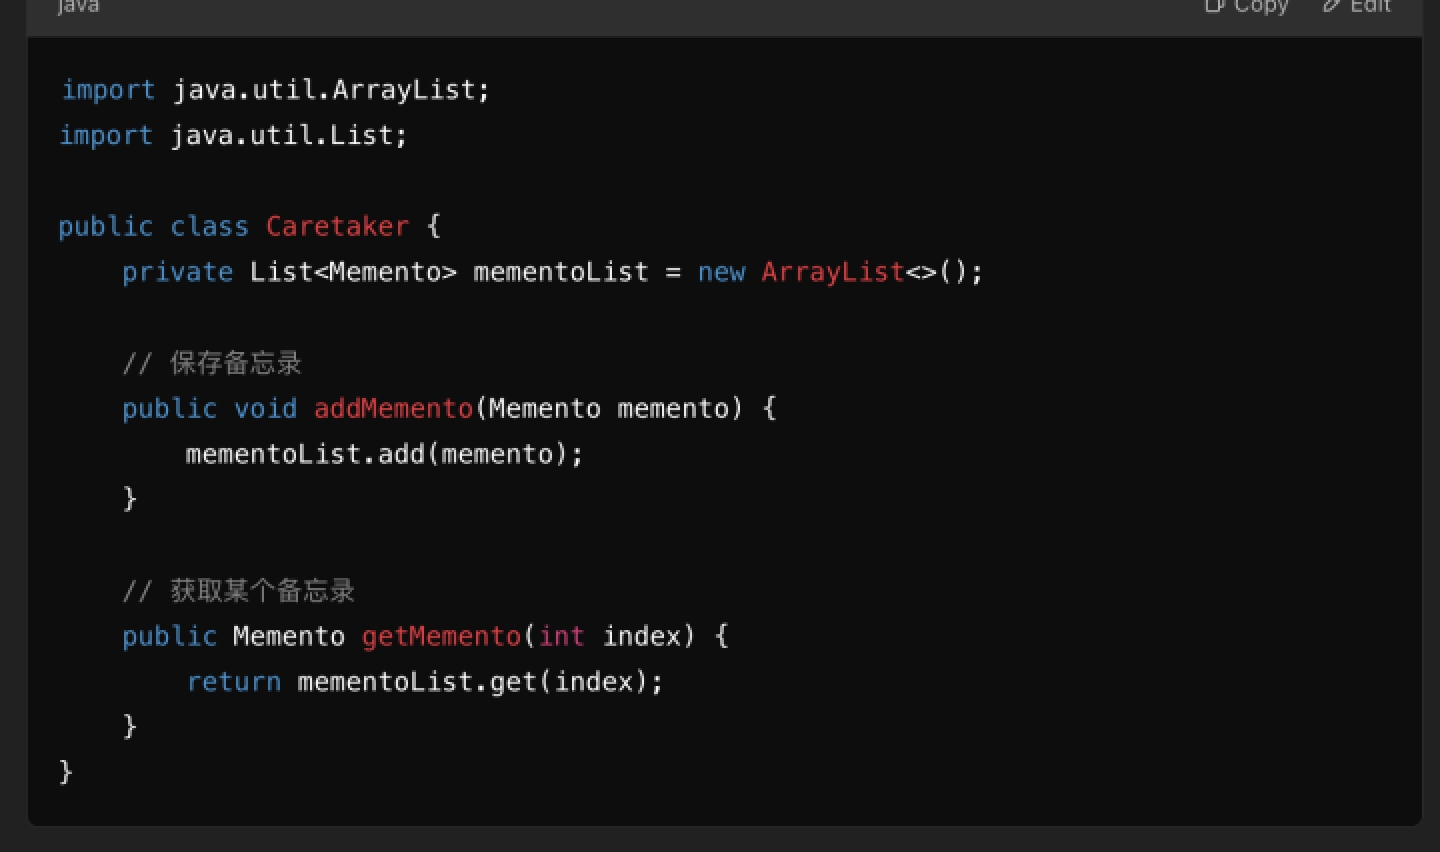 java Copy Edit
import java.util.ArrayList;
import java.util.List;
public class Caretaker {
    private List<Memento> mementoList = new ArrayList<>();
    // 保存备忘录
    public void addMemento(Memento memento) {
        mementoList.add(memento);
    }
    // 获取某个备忘录
    public Memento getMemento(int index) {
        return mementoList.get(index);
    }
}